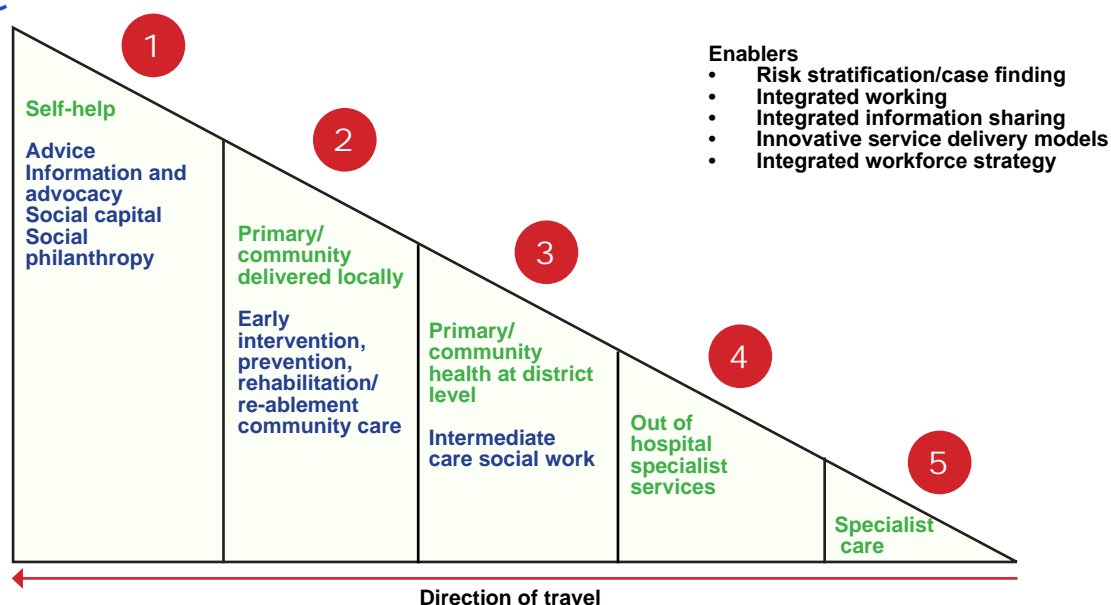 1
Self-help
Advice
Information and
advocacy
Social capital
Social
philanthropy
2
Primary/
community
delivered locally
Early
intervention,
prevention,
rehabilitation/
re-ablement
community care
3
Primary/
community
health at district
level
Intermediate
care social work
4
Out of
hospital
specialist
services
5
Specialist
care
Enablers
• Risk stratification/case finding
• Integrated working
• Integrated information sharing
• Innovative service delivery models
• Integrated workforce strategy
Direction of travel